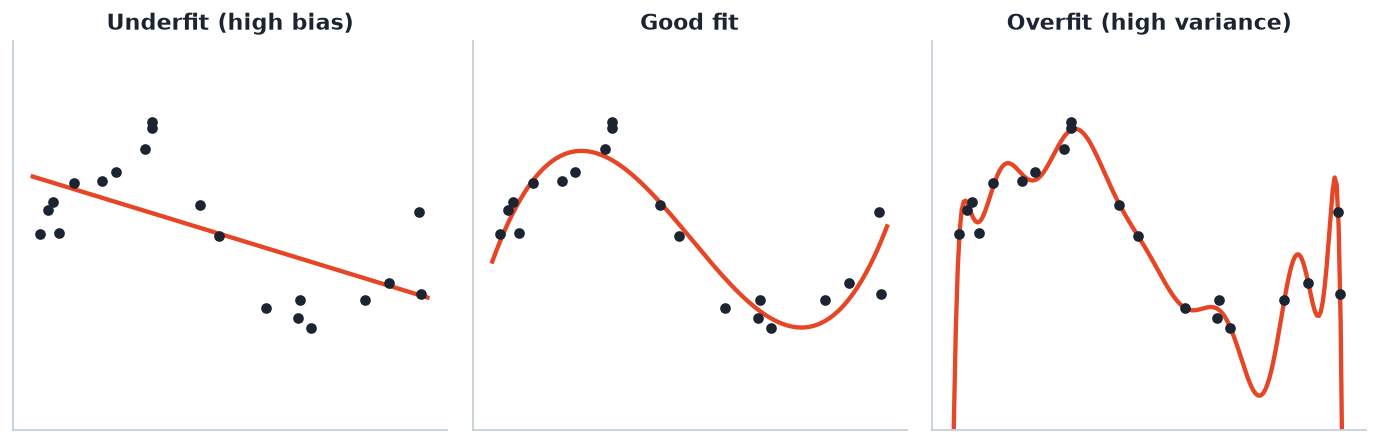 Underfit (high bias)
Good fit
Overfit (high variance)